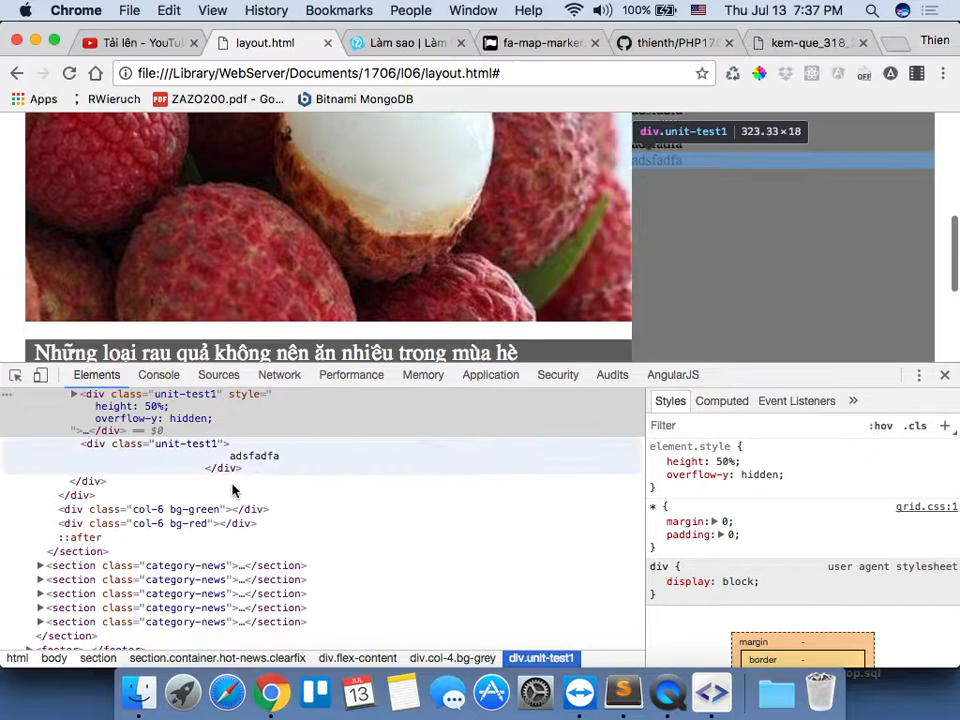 Chrome File Edit View History Bookmarks People Window Help 100% Thu Jul 13 7:37 PM Thien
Tải lên - YouT layout.html Làm sao | Làm fa-map-marker thienth/PHP17 kem-que_318_ Thien
file:///Library/WebServer/Documents/1706/l06/layout.html#
Apps RWieruch ZAZO200.pdf - Go... Bitnami MongoDB
div.unit-test1 323.33×18
adsfadfa
adsfadfa
Những loại rau quả không nên ăn nhiều trong mùa hè
Elements Console Sources Network Performance Memory Application Security Audits AngularJS
<div class="unit-test1" style="
height: 50%;
overflow-y: hidden;
">…</div> == $0
<div class="unit-test1">
adsfadfa
</div>
</div>
</div>
<div class="col-6 bg-green"></div>
<div class="col-6 bg-red"></div>
::after
</section>
<section class="category-news">…</section>
<section class="category-news">…</section>
<section class="category-news">…</section>
<section class="category-news">…</section>
<section class="category-news">…</section>
</section>
html body section section.container.hot-news.clearfix div.flex-content div.col-4.bg-grey div.unit-test1
Styles Computed Event Listeners
Filter :hov .cls +
element.style {
height: 50%;
overflow-y: hidden;
}
* { grid.css:1
margin: 0;
padding: 0;
}
div { user agent stylesheet
display: block;
}
margin -
border -
OFF
JUL
13
op.sql